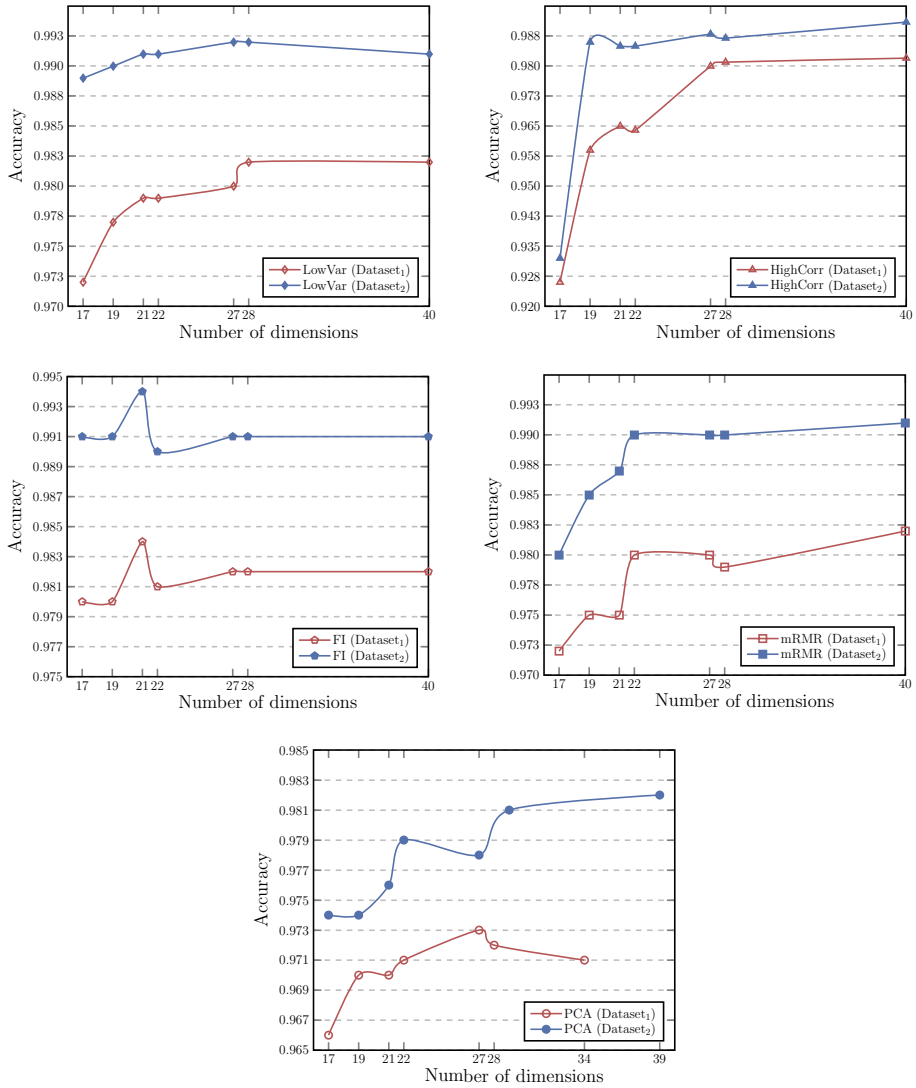 0.993
0.990
0.988
0.985
0.983
0.980
0.978
0.975
0.973
0.970
Accuracy
LowVar (Dataset₁)
LowVar (Dataset₂)
17 19 21 22 27 28 40
Number of dimensions
0.988
0.980
0.973
0.965
0.958
0.950
0.943
0.935
0.928
0.920
Accuracy
HighCorr (Dataset₁)
HighCorr (Dataset₂)
17 19 21 22 27 28 40
Number of dimensions
0.995
0.993
0.991
0.989
0.987
0.985
0.983
0.981
0.979
0.977
0.975
Accuracy
FI (Dataset₁)
FI (Dataset₂)
17 19 21 22 27 28 40
Number of dimensions
0.993
0.990
0.988
0.985
0.983
0.980
0.978
0.975
0.973
0.970
Accuracy
mRMR (Dataset₁)
mRMR (Dataset₂)
17 19 21 22 27 28 40
Number of dimensions
0.985
0.983
0.981
0.979
0.977
0.975
0.973
0.971
0.969
0.967
0.965
Accuracy
PCA (Dataset₁)
PCA (Dataset₂)
17 19 21 22 27 28 34 39
Number of dimensions